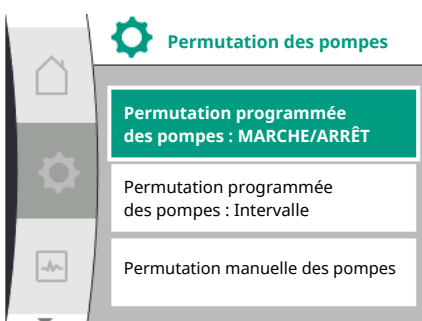 Permutation des pompes
Permutation programmée
des pompes : MARCHE/ARRÊT
Permutation programmée
des pompes : Intervalle
Permutation manuelle des pompes